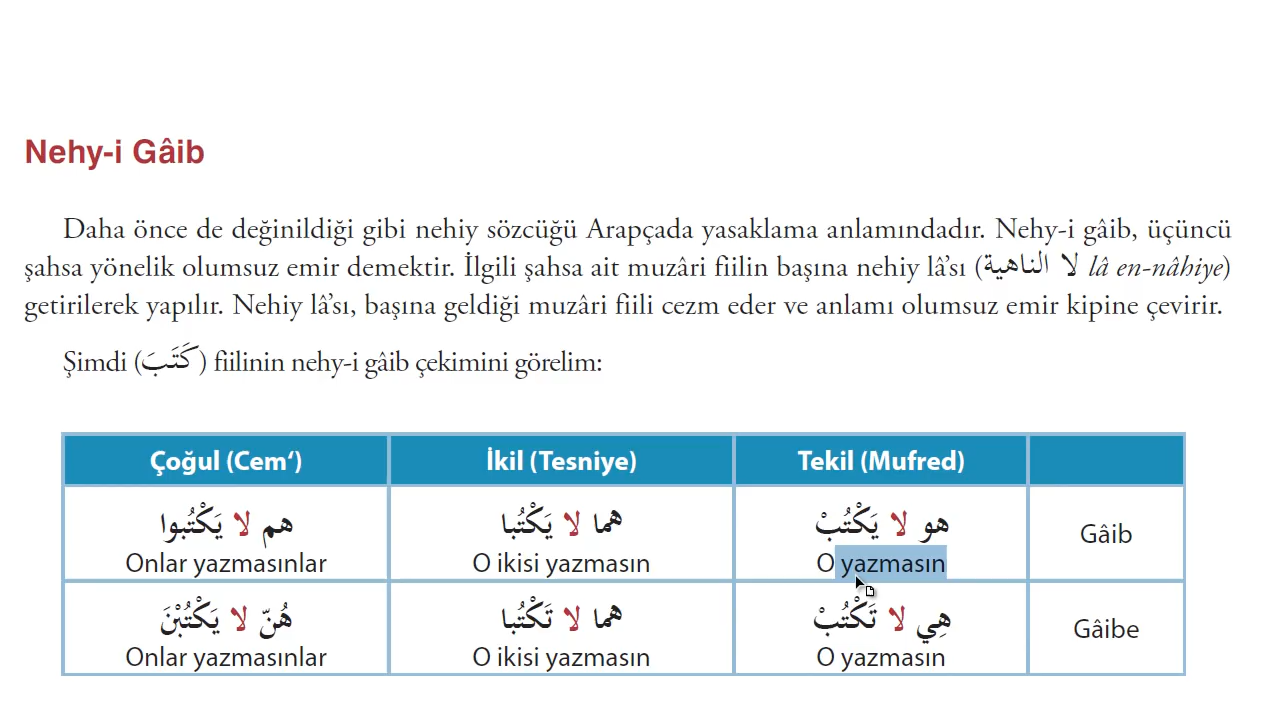 Nehy-i Gâib
Daha önce de değinildiği gibi nehiy sözcüğü Arapçada yasaklama anlamındadır. Nehy-i gâib, üçüncü
şahsa yönelik olumsuz emir demektir. İlgili şahsa ait muzâri fiilin başına nehiy lâ’sı (لا الناهية lâ en-nâhiye)
getirilerek yapılır. Nehiy lâ’sı, başına geldiği muzâri fiili cezm eder ve anlamı olumsuz emir kipine çevirir.
Şimdi (كَتَبَ) fiilinin nehy-i gâib çekimini görelim:
Çoğul (Cem‘) İkil (Tesniye) Tekil (Mufred)
هم لا يَكْتُبوا هما لا يَكْتُبا هو لا يَكْتُبْ Gâib
Onlar yazmasınlar O ikisi yazmasın O yazmasın
هُنّ لا يَكْتُبْنَ هما لا تَكْتُبا هِي لا تَكْتُبْ Gâibe
Onlar yazmasınlar O ikisi yazmasın O yazmasın